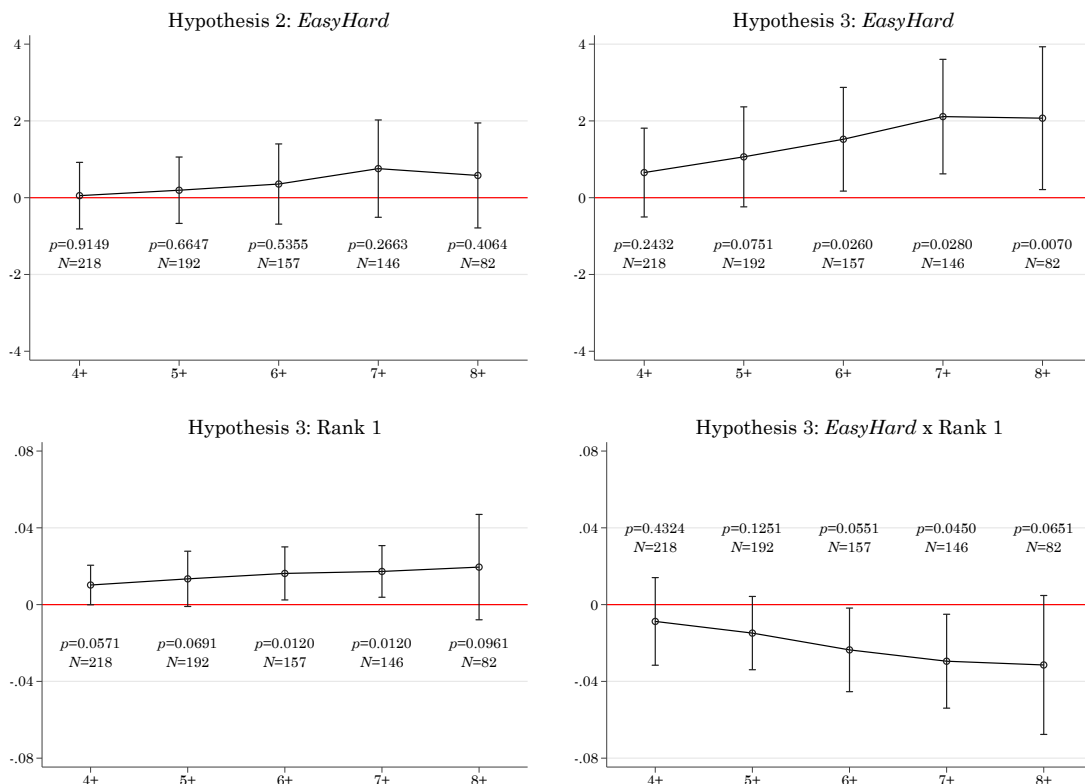 Hypothesis 2: EasyHard
4
2
0
-2
-4
p=0.9149 p=0.6647 p=0.5355 p=0.2663 p=0.4064
N=218 N=192 N=157 N=146 N=82
4+ 5+ 6+ 7+ 8+
Hypothesis 3: EasyHard
4
2
0
-2
-4
p=0.2432 p=0.0751 p=0.0260 p=0.0280 p=0.0070
N=218 N=192 N=157 N=146 N=82
4+ 5+ 6+ 7+ 8+
Hypothesis 3: Rank 1
.08
.04
0
-.04
-.08
p=0.0571 p=0.0691 p=0.0120 p=0.0120 p=0.0961
N=218 N=192 N=157 N=146 N=82
4+ 5+ 6+ 7+ 8+
Hypothesis 3: EasyHard x Rank 1
.08
.04
0
-.04
-.08
p=0.4324 p=0.1251 p=0.0551 p=0.0450 p=0.0651
N=218 N=192 N=157 N=146 N=82
4+ 5+ 6+ 7+ 8+